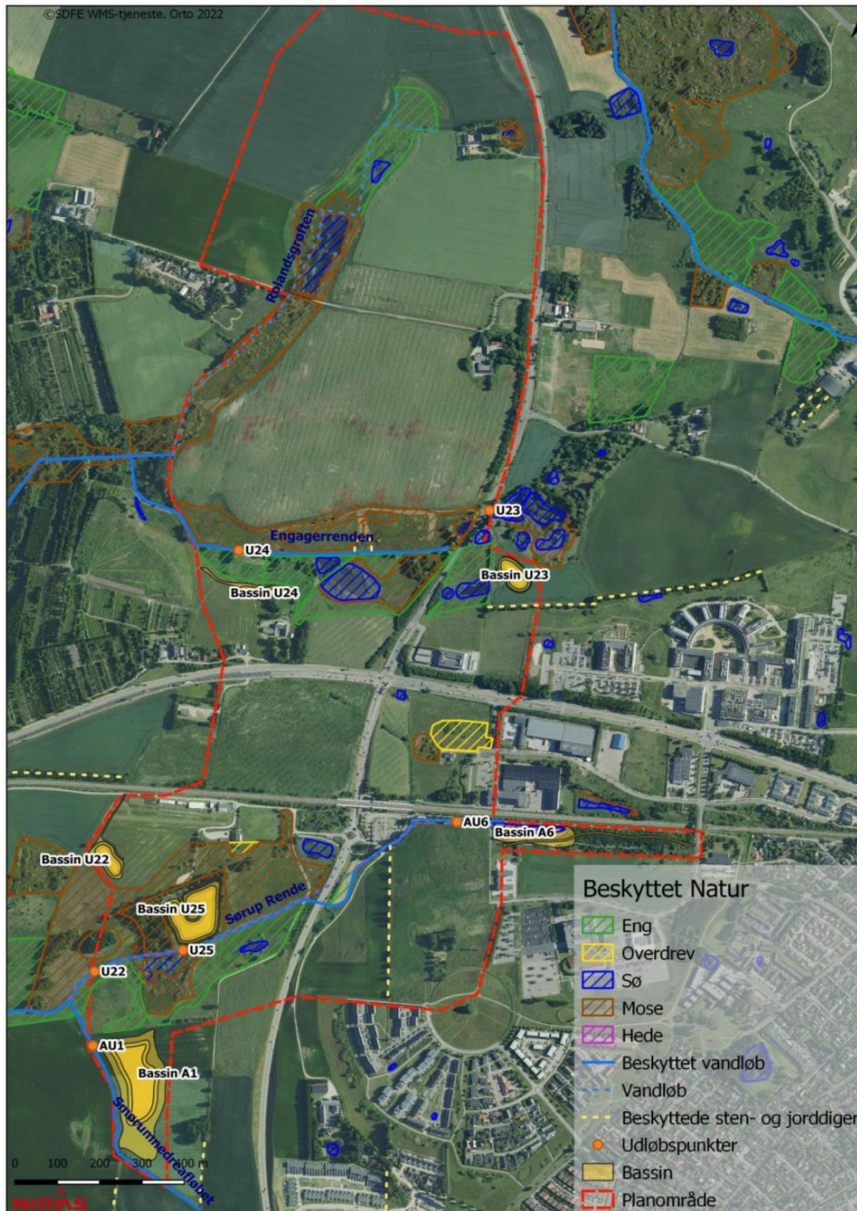 ©SDFE WMS-tjeneste. Orto 2022
Rolandsgrøften
U23
Engagerrenden
U24
Bassin U23
Bassin U24
AU6
Bassin A6
Bassin U22
Bassin U25
Sørup Rende
U25
U22
AU1
Bassin A1
Smørumnedreafløbet
0 100 200 300 400 m
NIRAS
Beskyttet Natur
Eng
Overdrev
Sø
Mose
Hede
Beskyttet vandløb
Vandløb
Beskyttede sten- og jorddiger
Udløbspunkter
Bassin
Planområde